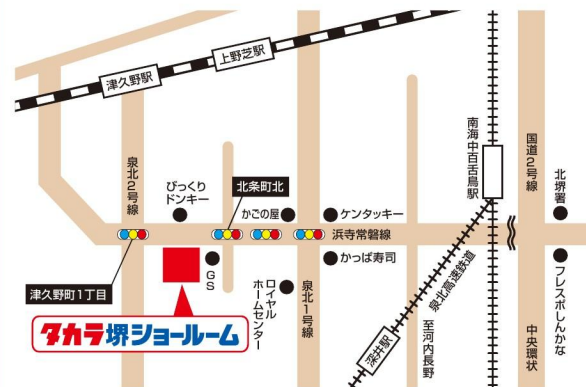 上野芝駅
津久野駅
泉北2号線
びっくり
ドンキー
北条町北
かごの屋
ケンタッキー
南海中百舌鳥駅
国道2号線
北堺署
浜寺常磐線
津久野町1丁目
GS
ロイヤル
ホームセンター
かっぱ寿司
泉北1号線
泉北高速鉄道
至河内長野
深井駅
中央環状
フレスポしんかな
タカラ堺ショールーム